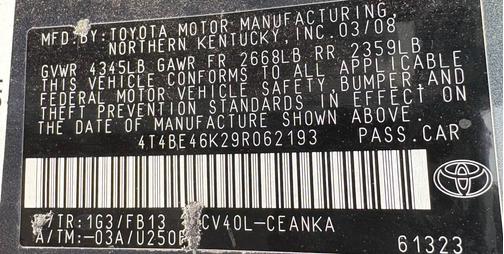 MFD. BY: TOYOTA MOTOR MANUFACTURING,
NORTHERN KENTUCKY, INC. 03/08
GVWR 4345LB GAWR FR 2668LB RR 2359LB
THIS VEHICLE CONFORMS TO ALL APPLICABLE
FEDERAL MOTOR VEHICLE SAFETY, BUMPER AND
THEFT PREVENTION STANDARDS IN EFFECT ON
THE DATE OF MANUFACTURE SHOWN ABOVE.
4T4BE46K29R062193 PASS.CAR
/TR:1G3/FB13 CV40L-CEANKA
A/TM:-03A/U250E 61323